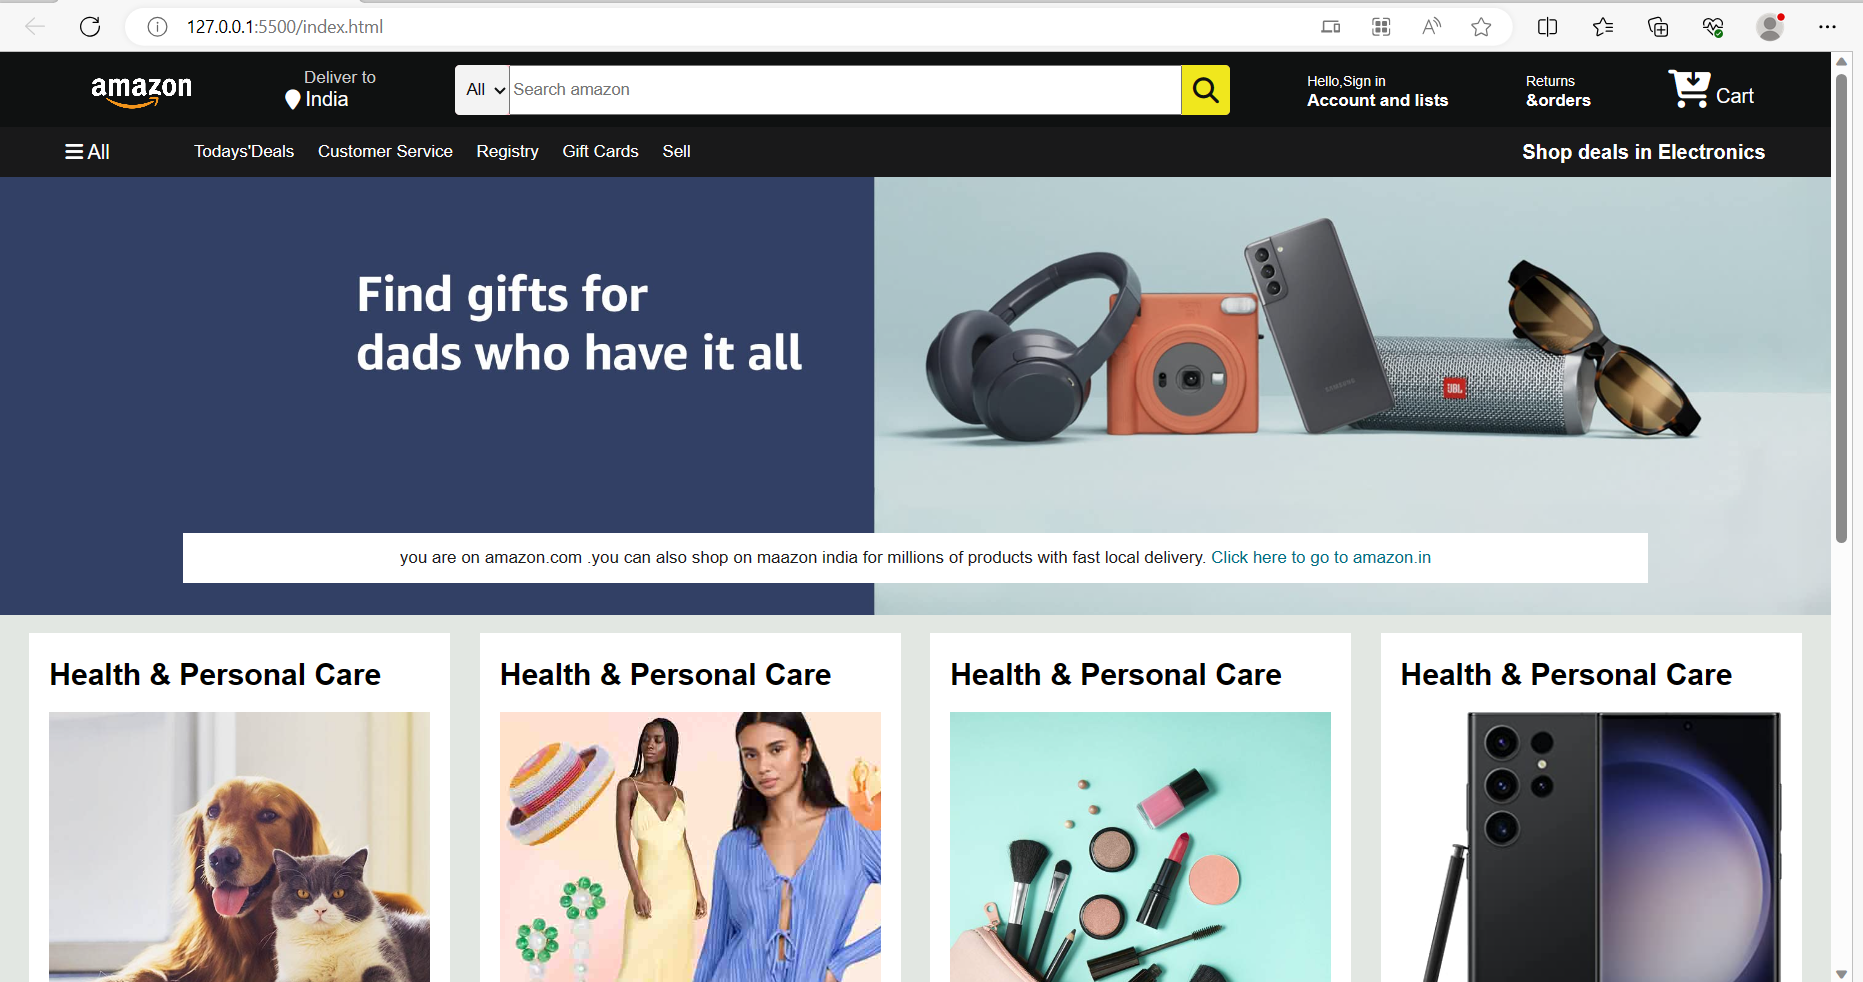 127.0.0.1:5500/index.html
amazon
Deliver to
India
All
Search amazon
Hello,Sign in
Account and lists
Returns
&orders
Cart
All
Todays'Deals
Customer Service
Registry
Gift Cards
Sell
Shop deals in Electronics
Find gifts for
dads who have it all
SAMSUNG
JBL
you are on amazon.com .you can also shop on maazon india for millions of products with fast local delivery. Click here to go to amazon.in
Health & Personal Care
Health & Personal Care
Health & Personal Care
Health & Personal Care